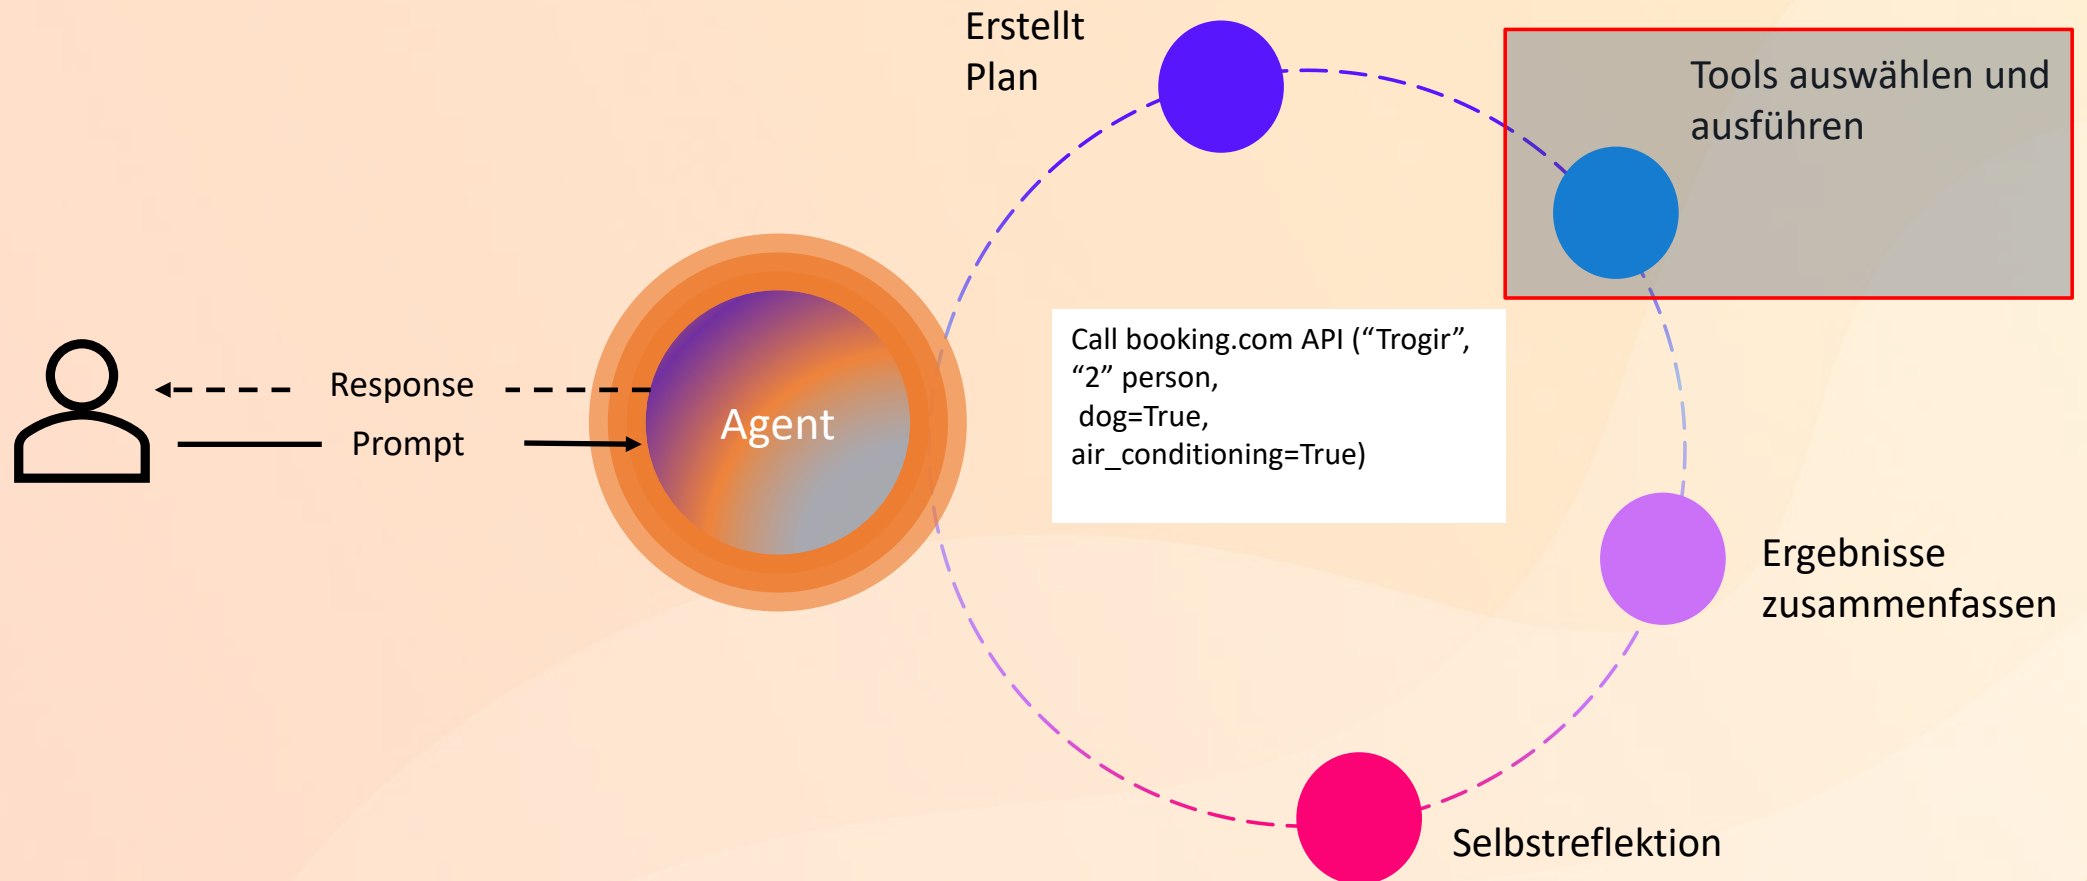 Erstellt
Plan
Tools auswählen und
ausführen
Response
Prompt
Agent
Call booking.com API (“Trogir”,
“2” person,
dog=True,
air_conditioning=True)
Ergebnisse
zusammenfassen
Selbstreflektion